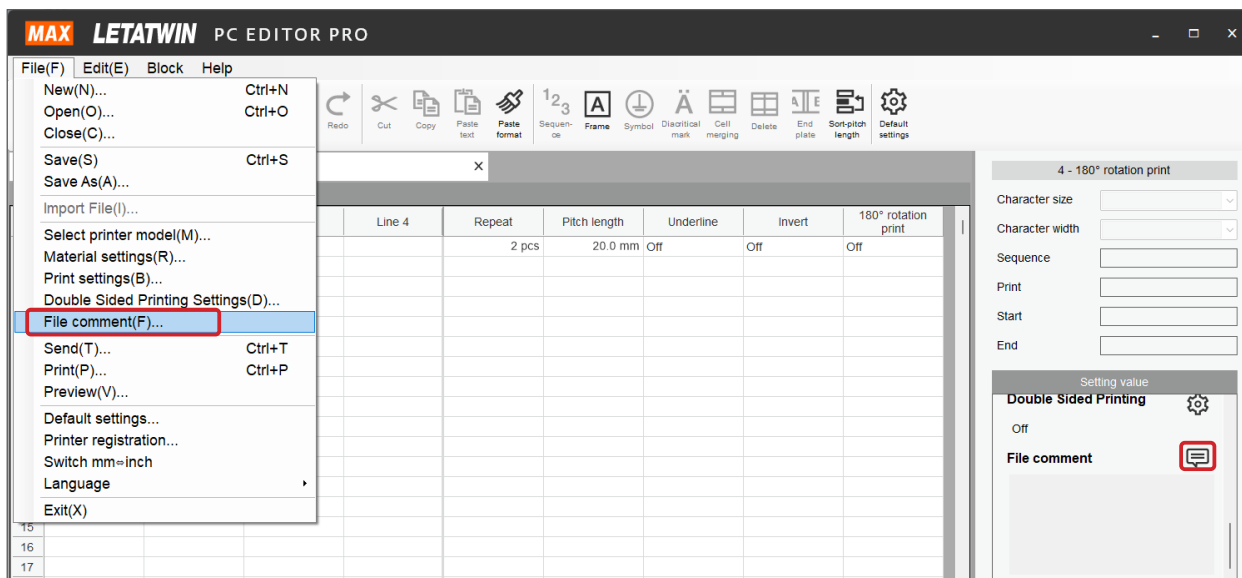 MAX LETATWIN PC EDITOR PRO
File(F) Edit(E) Block Help
New(N)... Ctrl+N
Open(O)... Ctrl+O
Close(C)...
Save(S) Ctrl+S
Save As(A)...
Import File(I)...
Select printer model(M)...
Material settings(R)...
Print settings(B)...
Double Sided Printing Settings(D)...
File comment(F)...
Send(T)... Ctrl+T
Print(P)... Ctrl+P
Preview(V)...
Default settings...
Printer registration...
Switch mm⇔inch
Language
Exit(X)
Redo
Cut
Copy
Paste
text
Paste
format
123
Sequen-
ce
A
Frame
Symbol
Ä
Diacritical
mark
Cell
merging
Delete
A E
End
plate
Sort-pitch
length
Default
settings
Line 4 Repeat Pitch length Underline Invert 180° rotation
print
2 pcs 20.0 mm Off Off Off
15
16
17
4 - 180° rotation print
Character size
Character width
Sequence
Print
Start
End
Setting value
Double Sided Printing
Off
File comment